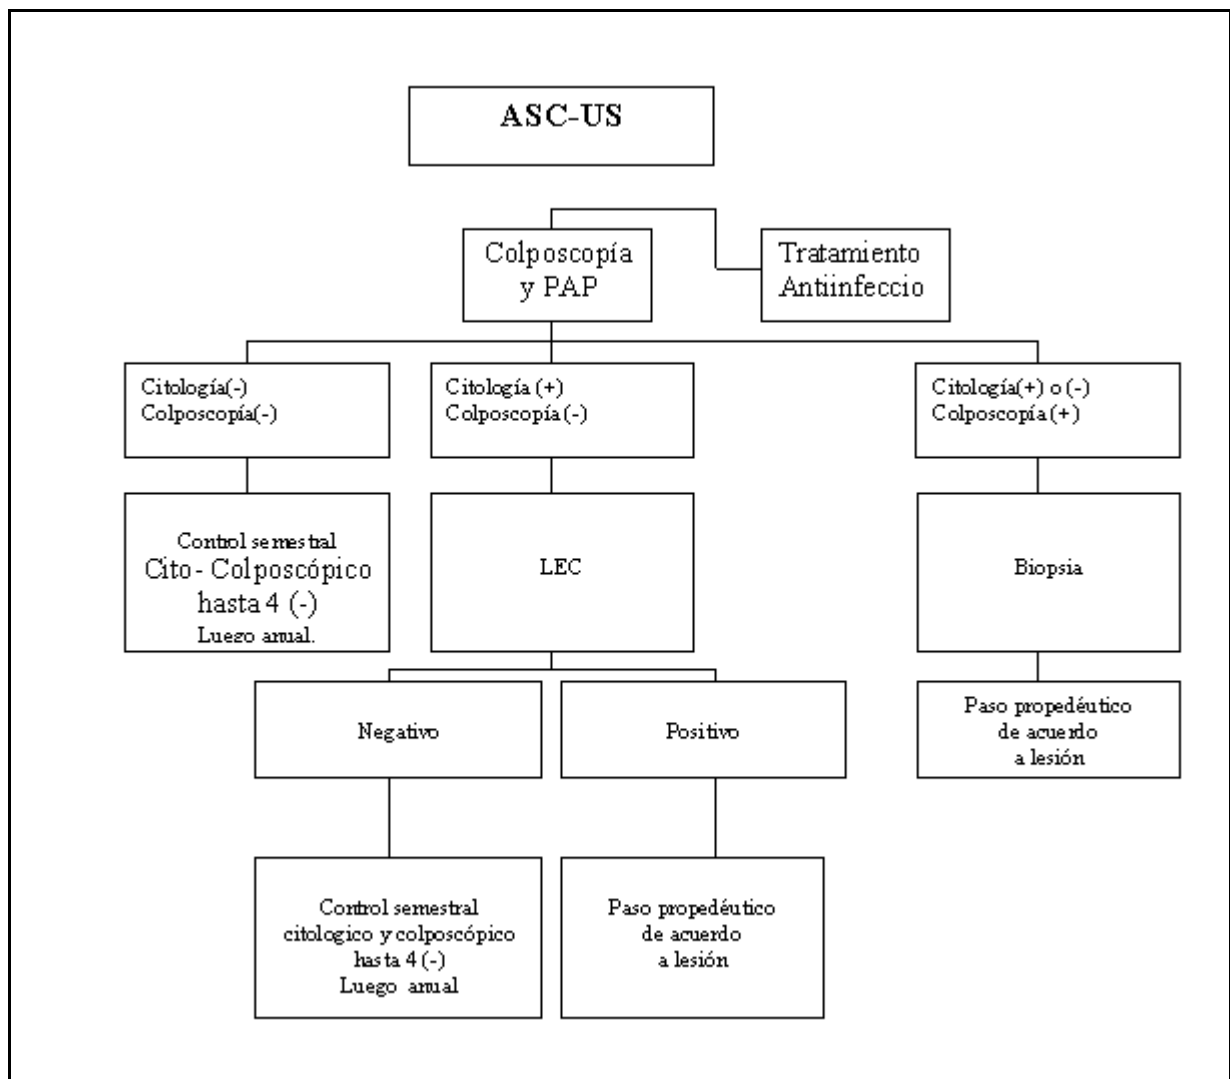 ASC-US
Colposcopía
y PAP
Tratamiento
Antiinfeccio
Citología(-)
Colposcopía(-)
Citología (+)
Colposcopía (-)
Citología(+) o (-)
Colposcopía (+)
Control semestral
Cito - Colposcópico
hasta 4 (-)
Luego anual.
LEC
Biopsia
Negativo
Positivo
Paso propedéutico
de acuerdo
a lesión
Control semestral
citologico y colposcópico
hasta 4 (-)
Luego anual
Paso propedéutico
de acuerdo
a lesión